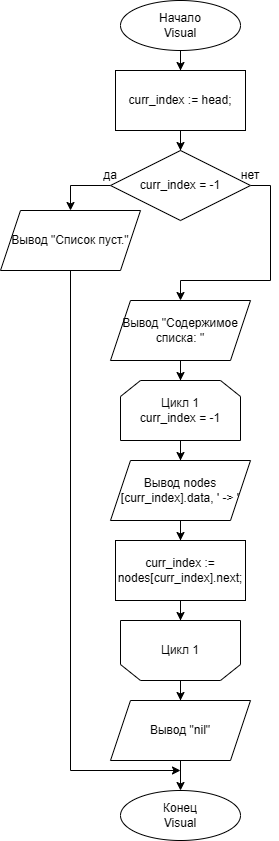 Начало
Visual
curr_index := head;
да
нет
curr_index = -1
Вывод "Список пуст."
Вывод "Содержимое
списка: "
Цикл 1
curr_index = -1
Вывод nodes
[curr_index].data, ' -> '
curr_index :=
nodes[curr_index].next;
Цикл 1
Вывод "nil"
Конец
Visual